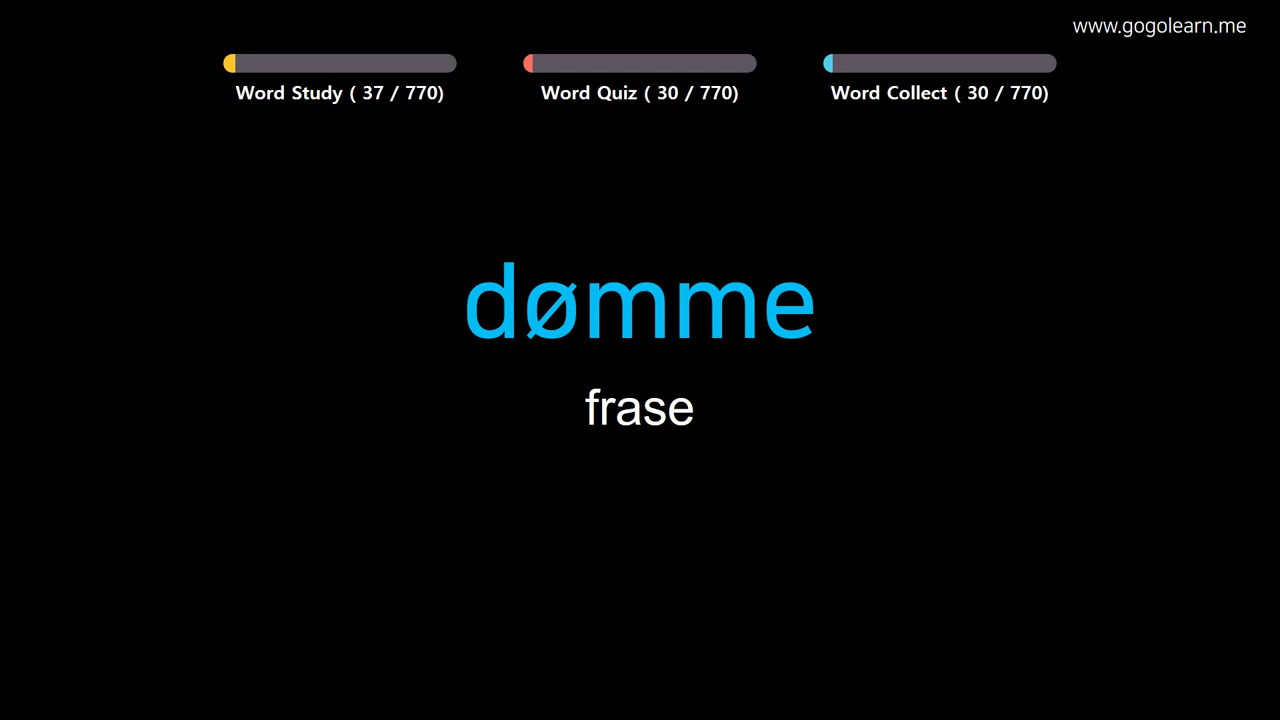 www.gogolearn.me
Word Study ( 37 / 770)
Word Quiz ( 30 / 770)
Word Collect ( 30 / 770)
dømme
frase